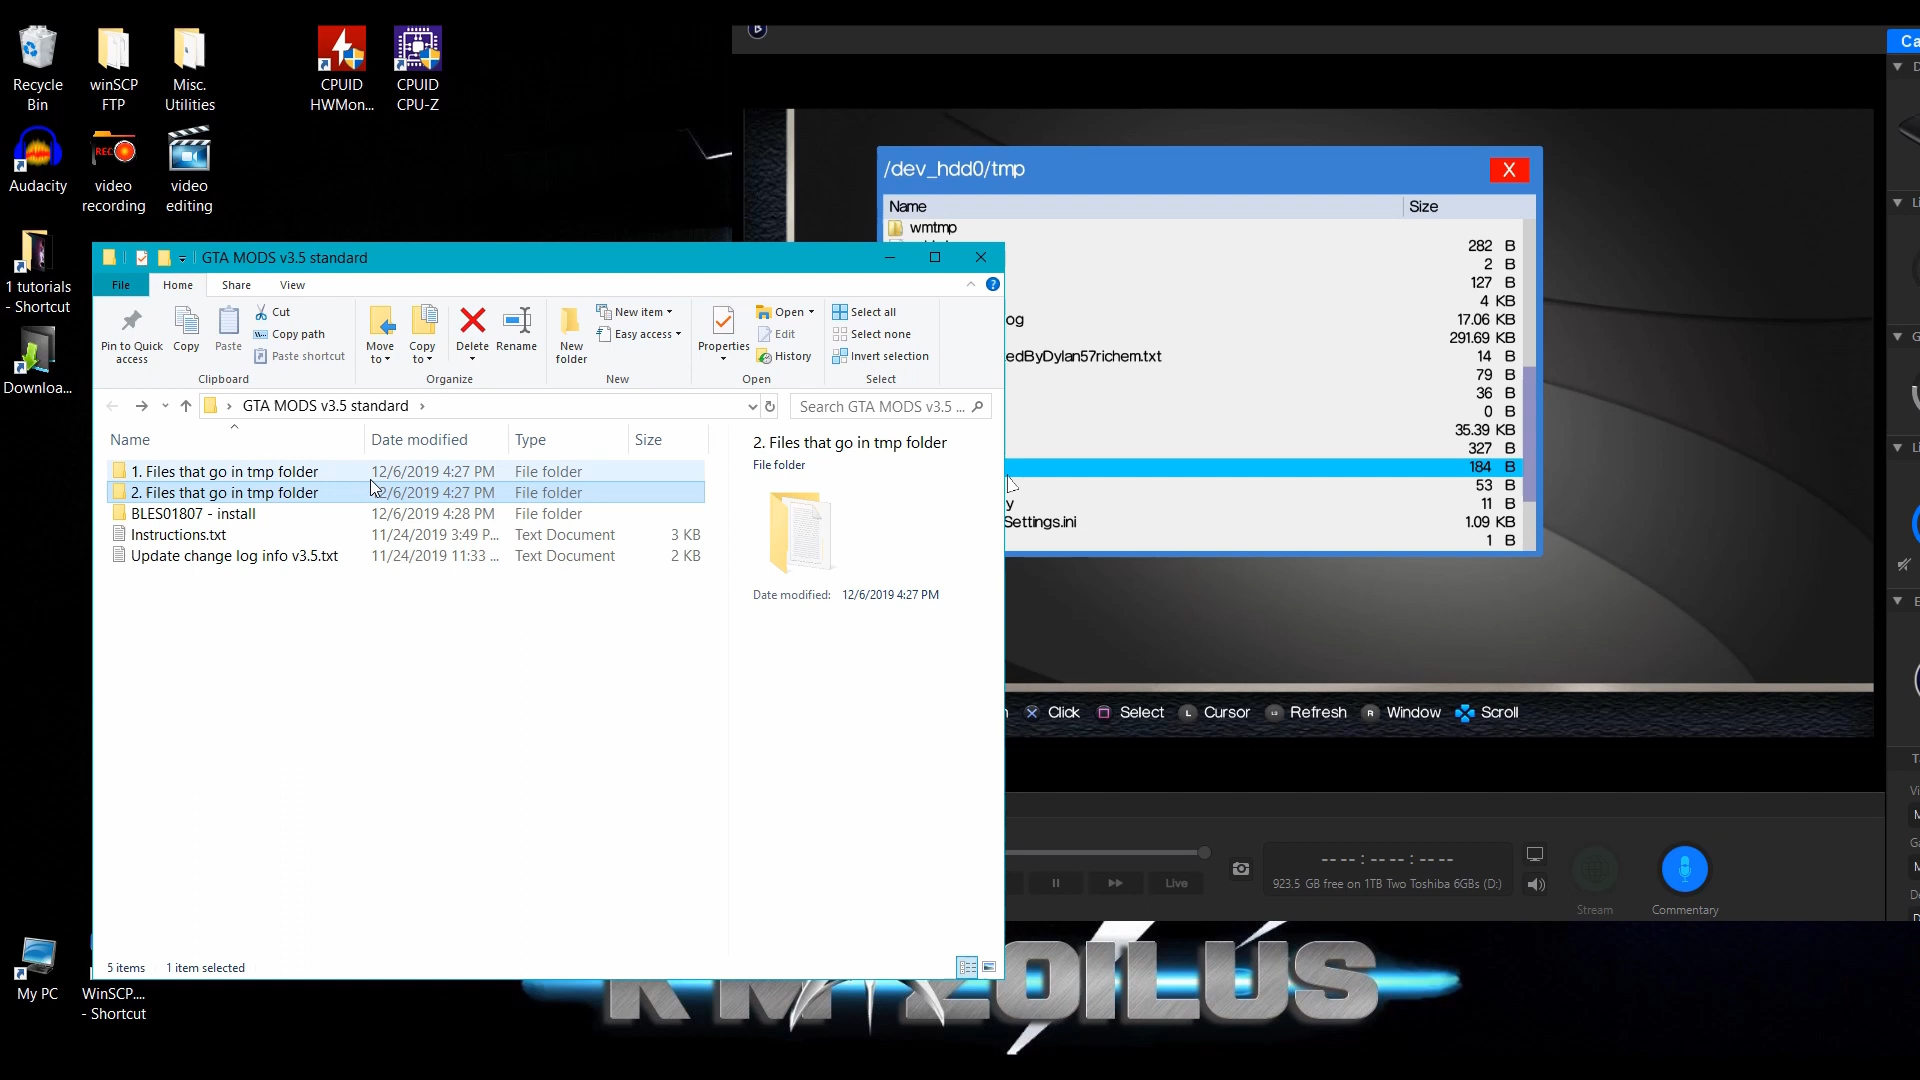 Recycle
Bin
winSCP
FTP
Misc.
Utilities
CPUID
HWMon...
CPUID
CPU-Z
Audacity
REC
video
recording
video
editing
1 tutorials
- Shortcut
Downloa...
My PC
WinSCP....
- Shortcut
GTA MODS v3.5 standard
File
Home
Share
View
Pin to Quick
access
Copy
Paste
Cut
Copy path
Paste shortcut
Clipboard
Move
to
Copy
to
Delete
Rename
Organize
New
folder
New item
Easy access
New
Properties
Open
Edit
History
Open
Select all
Select none
Invert selection
Select
GTA MODS v3.5 standard
Search GTA MODS v3.5 ...
Name Date modified Type Size
1. Files that go in tmp folder 12/6/2019 4:27 PM File folder
2. Files that go in tmp folder 2/6/2019 4:27 PM File folder
BLES01807 - install 12/6/2019 4:28 PM File folder
Instructions.txt 11/24/2019 3:49 P... Text Document 3 KB
Update change log info v3.5.txt 11/24/2019 11:33 ... Text Document 2 KB
2. Files that go in tmp folder
File folder
Date modified: 12/6/2019 4:27 PM
5 items 1 item selected
/dev_hdd0/tmp
X
Name Size
wmtmp
282 B
2 B
127 B
4 KB
og 17.06 KB
291.69 KB
edByDylan57richem.txt 14 B
79 B
36 B
0 B
35.39 KB
327 B
184 B
53 B
y 11 B
Settings.ini 1.09 KB
1 B
Click Select Cursor Refresh Window Scroll
Live
-- -- : -- -- : -- --
923.5 GB free on 1TB Two Toshiba 6GBs (D:)
Stream
Commentary
Ca
ZOILUS